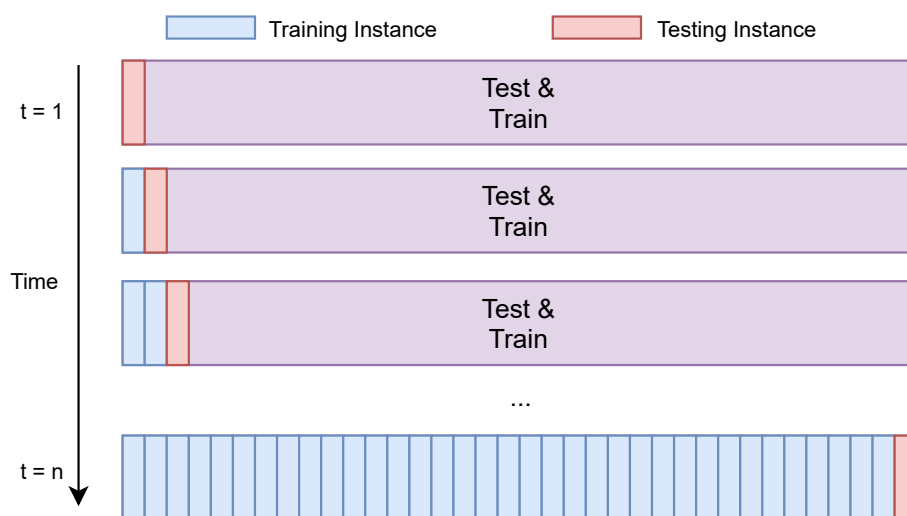 Training Instance
Testing Instance
t = 1
Test &
Train
Test &
Train
Time
Test &
Train
...
t = n